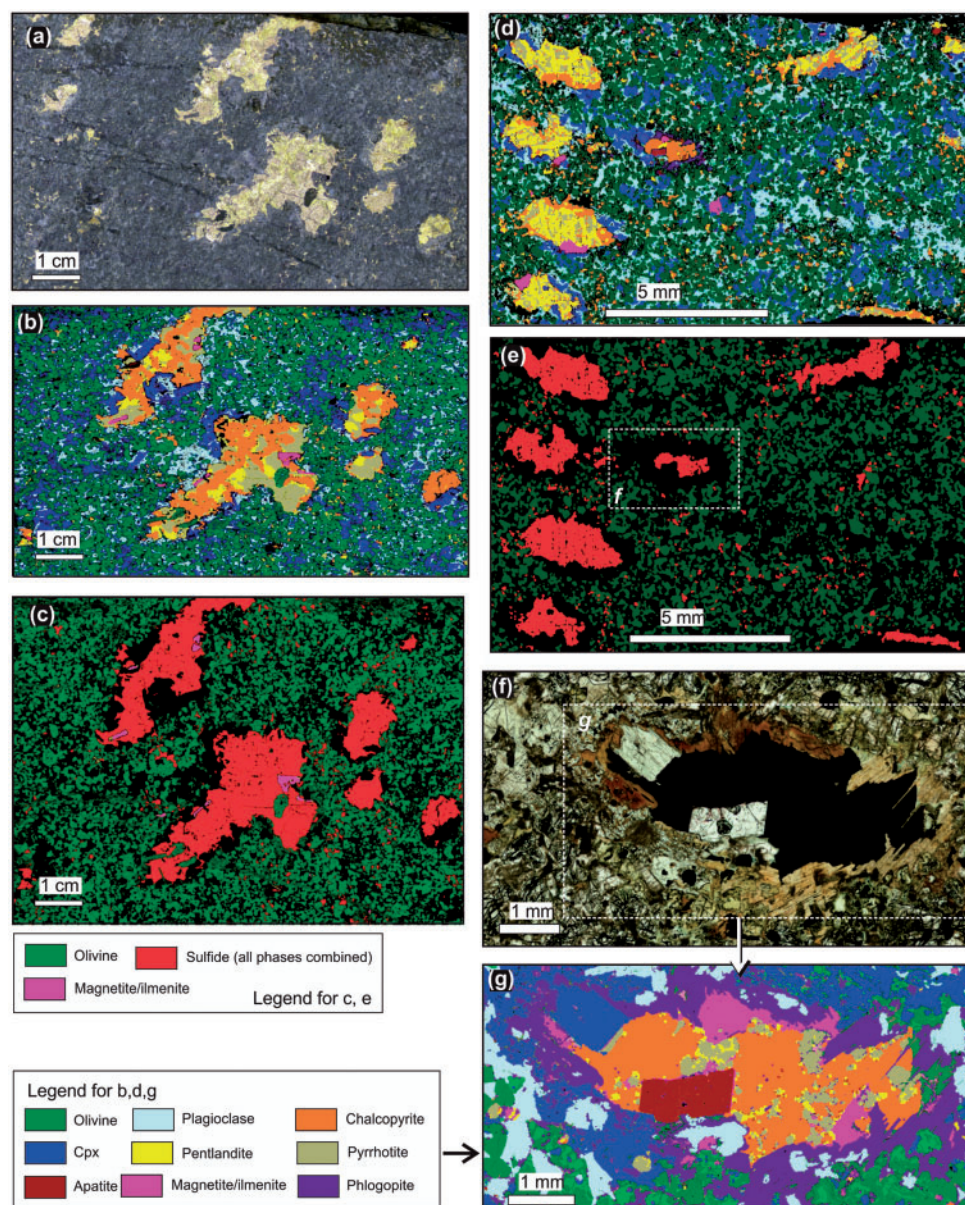 (a)
1 cm
(b)
1 cm
(c)
1 cm
Olivine
Sulfide (all phases combined)
Magnetite/ilmenite
Legend for c, e
Legend for b,d,g
Olivine
Plagioclase
Chalcopyrite
Cpx
Pentlandite
Pyrrhotite
Apatite
Magnetite/ilmenite
Phlogopite
(d)
5 mm
(e)
f
5 mm
(f)
g
1 mm
(g)
1 mm